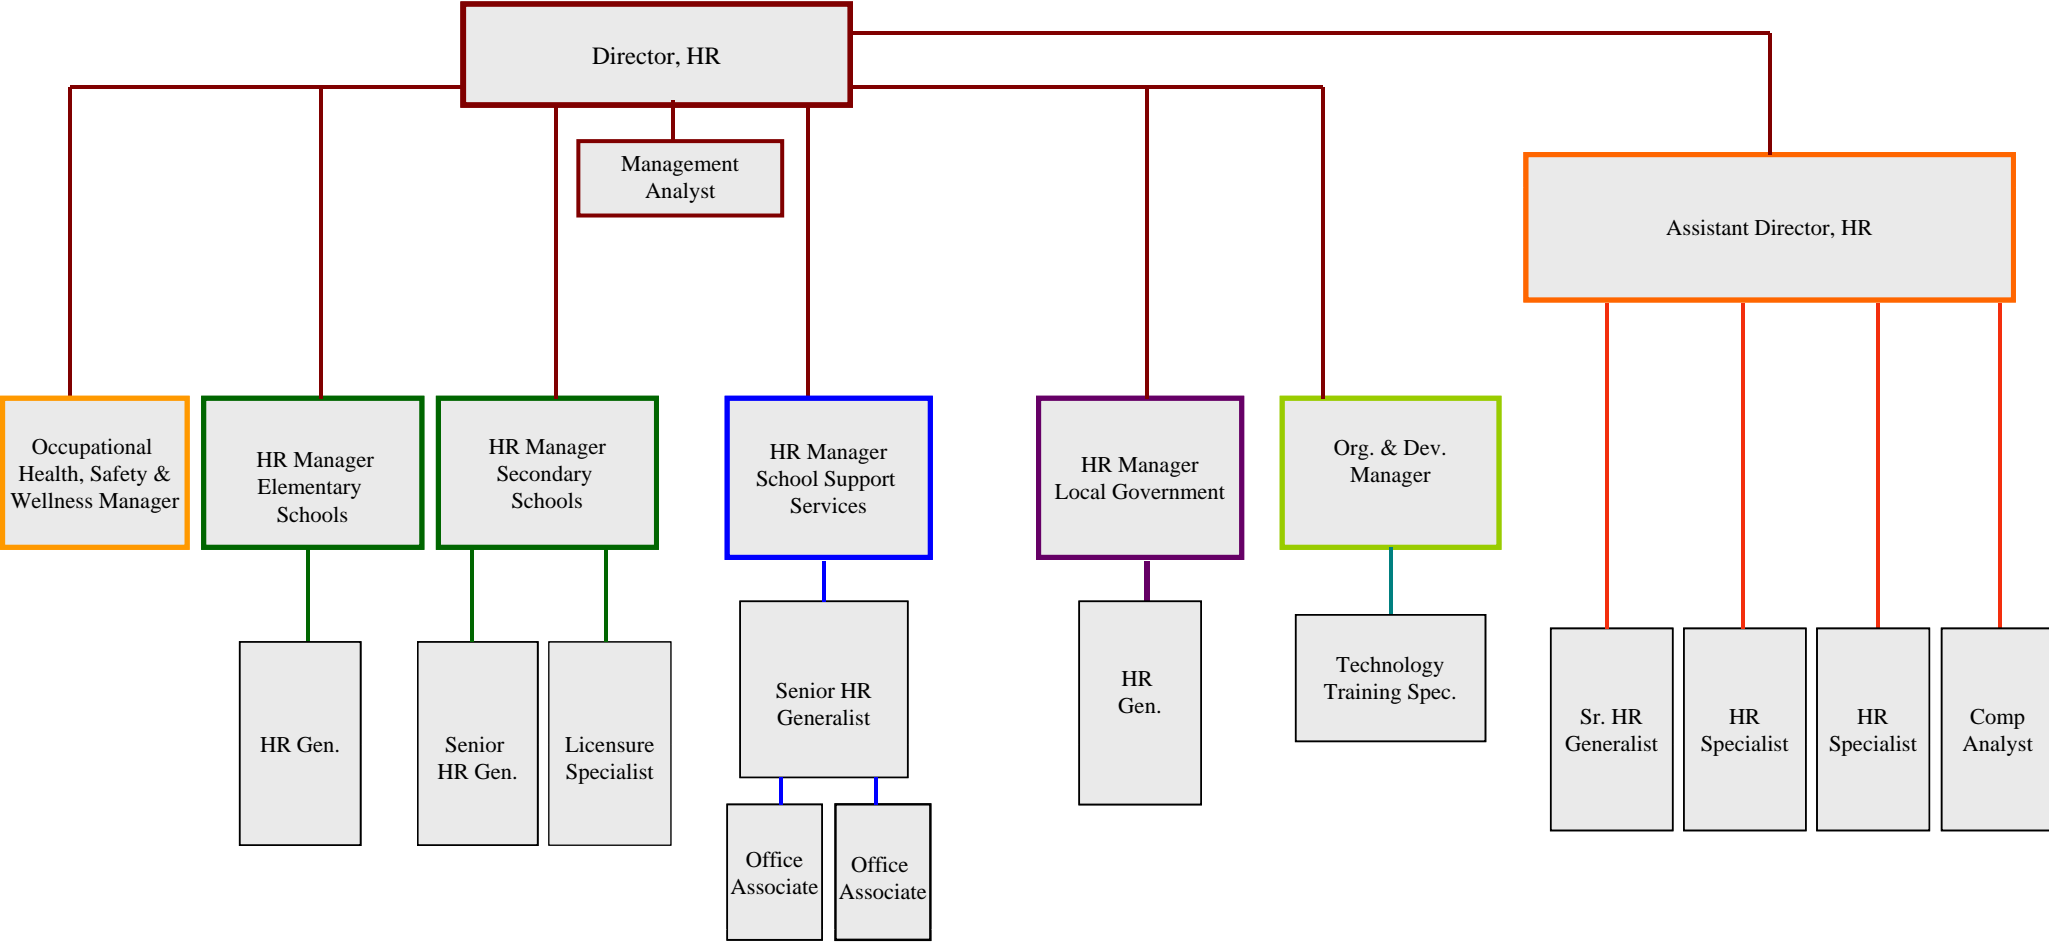 Director, HR
Management
Analyst
Assistant Director, HR
Occupational
Health, Safety &
Wellness Manager
HR Manager
Elementary
Schools
HR Manager
Secondary
Schools
HR Manager
School Support
Services
HR Manager
Local Government
Org. & Dev.
Manager
HR Gen.
Senior
HR Gen.
Licensure
Specialist
Senior HR
Generalist
HR
Gen.
Technology
Training Spec.
Sr. HR
Generalist
HR
Specialist
HR
Specialist
Comp
Analyst
Office
Associate
Office
Associate